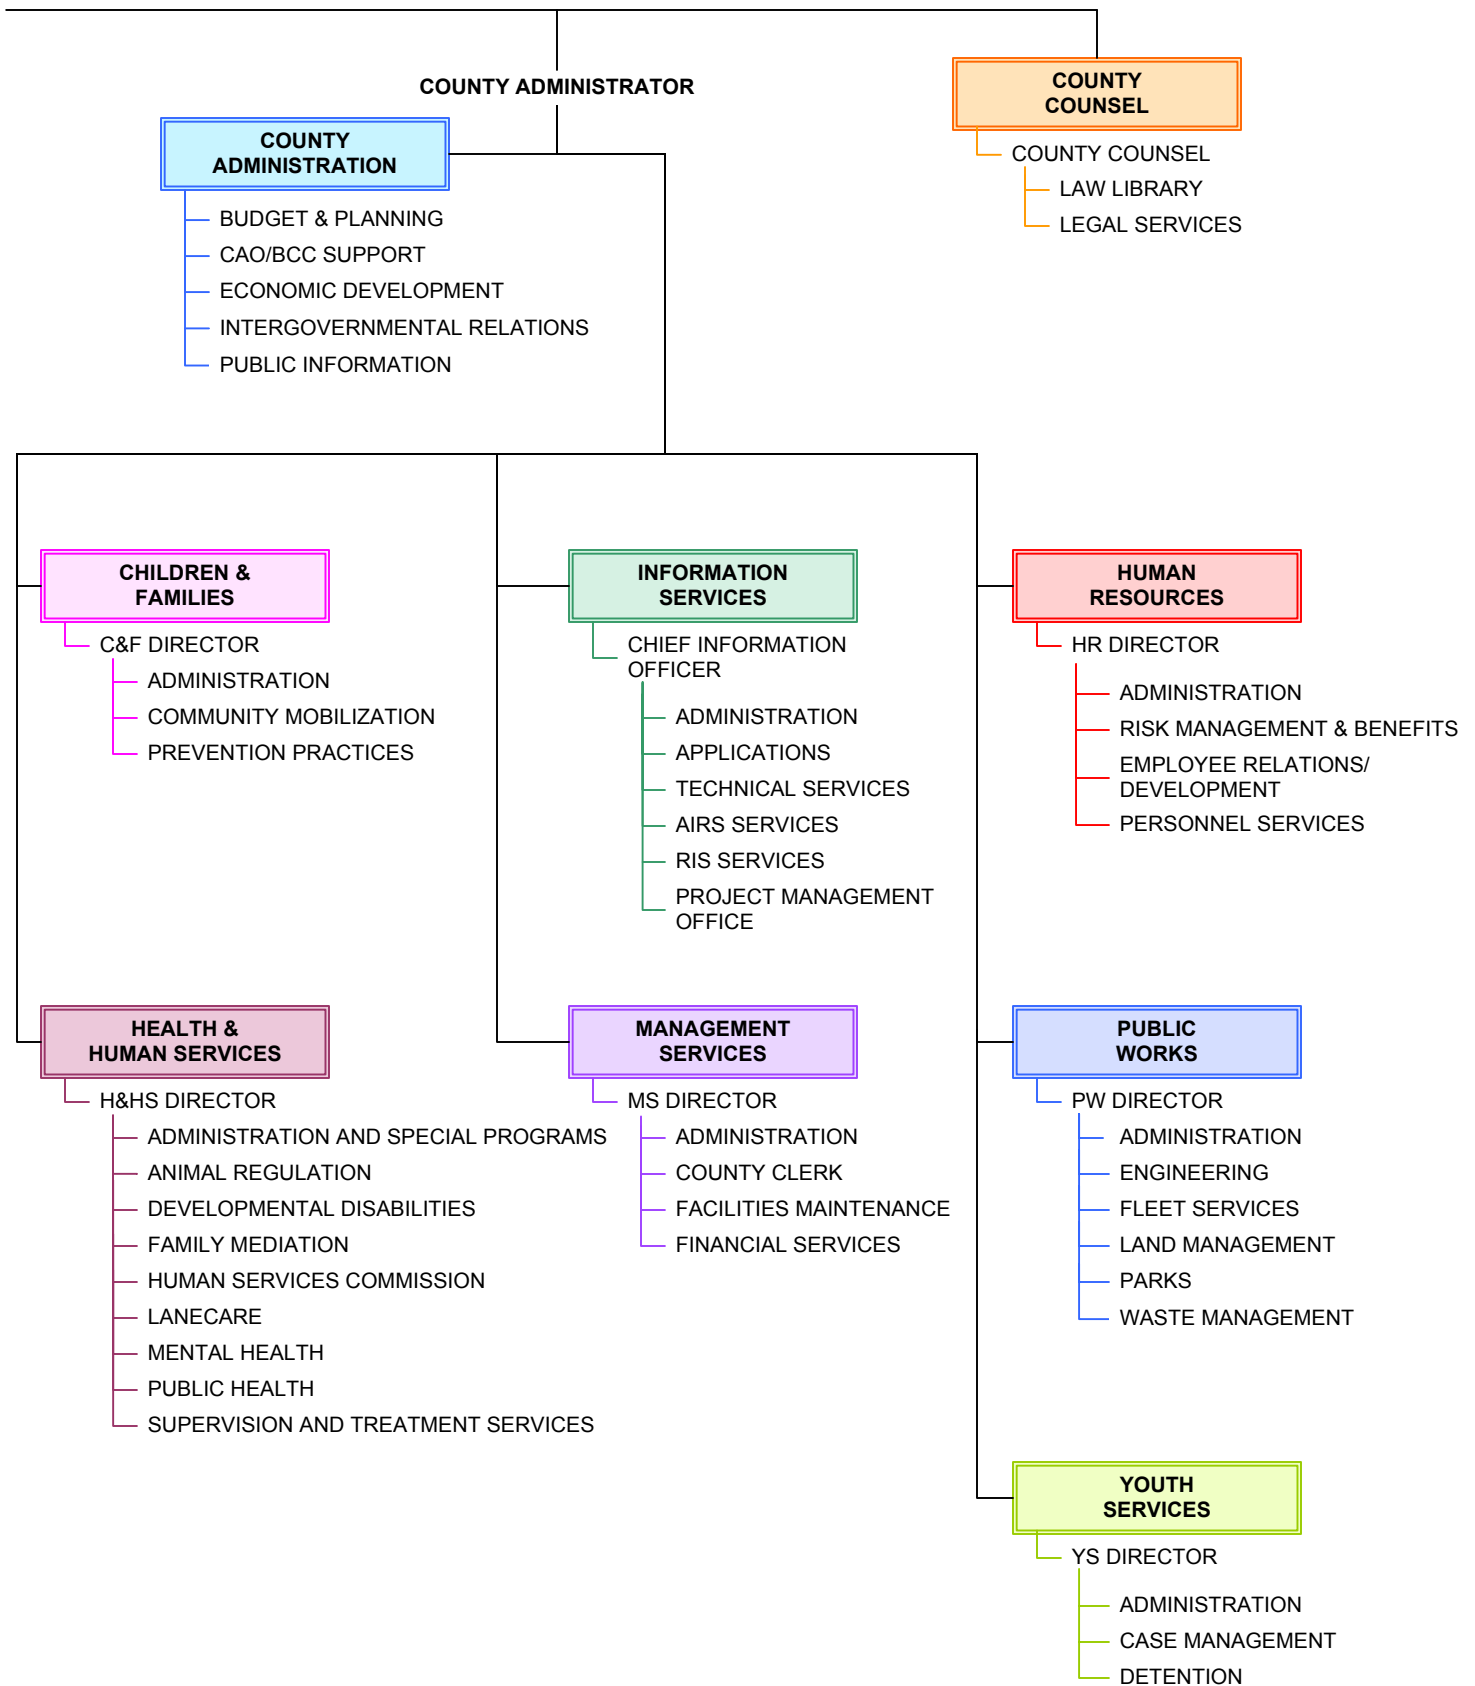 COUNTY ADMINISTRATOR
COUNTY
ADMINISTRATION
BUDGET & PLANNING
CAO/BCC SUPPORT
ECONOMIC DEVELOPMENT
INTERGOVERNMENTAL RELATIONS
PUBLIC INFORMATION
COUNTY
COUNSEL
COUNTY COUNSEL
LAW LIBRARY
LEGAL SERVICES
CHILDREN &
FAMILIES
C&F DIRECTOR
ADMINISTRATION
COMMUNITY MOBILIZATION
PREVENTION PRACTICES
INFORMATION
SERVICES
CHIEF INFORMATION
OFFICER
ADMINISTRATION
APPLICATIONS
TECHNICAL SERVICES
AIRS SERVICES
RIS SERVICES
PROJECT MANAGEMENT
OFFICE
HUMAN
RESOURCES
HR DIRECTOR
ADMINISTRATION
RISK MANAGEMENT & BENEFITS
EMPLOYEE RELATIONS/
DEVELOPMENT
PERSONNEL SERVICES
HEALTH &
HUMAN SERVICES
H&HS DIRECTOR
ADMINISTRATION AND SPECIAL PROGRAMS
ANIMAL REGULATION
DEVELOPMENTAL DISABILITIES
FAMILY MEDIATION
HUMAN SERVICES COMMISSION
LANECARE
MENTAL HEALTH
PUBLIC HEALTH
SUPERVISION AND TREATMENT SERVICES
MANAGEMENT
SERVICES
MS DIRECTOR
ADMINISTRATION
COUNTY CLERK
FACILITIES MAINTENANCE
FINANCIAL SERVICES
PUBLIC
WORKS
PW DIRECTOR
ADMINISTRATION
ENGINEERING
FLEET SERVICES
LAND MANAGEMENT
PARKS
WASTE MANAGEMENT
YOUTH
SERVICES
YS DIRECTOR
ADMINISTRATION
CASE MANAGEMENT
DETENTION